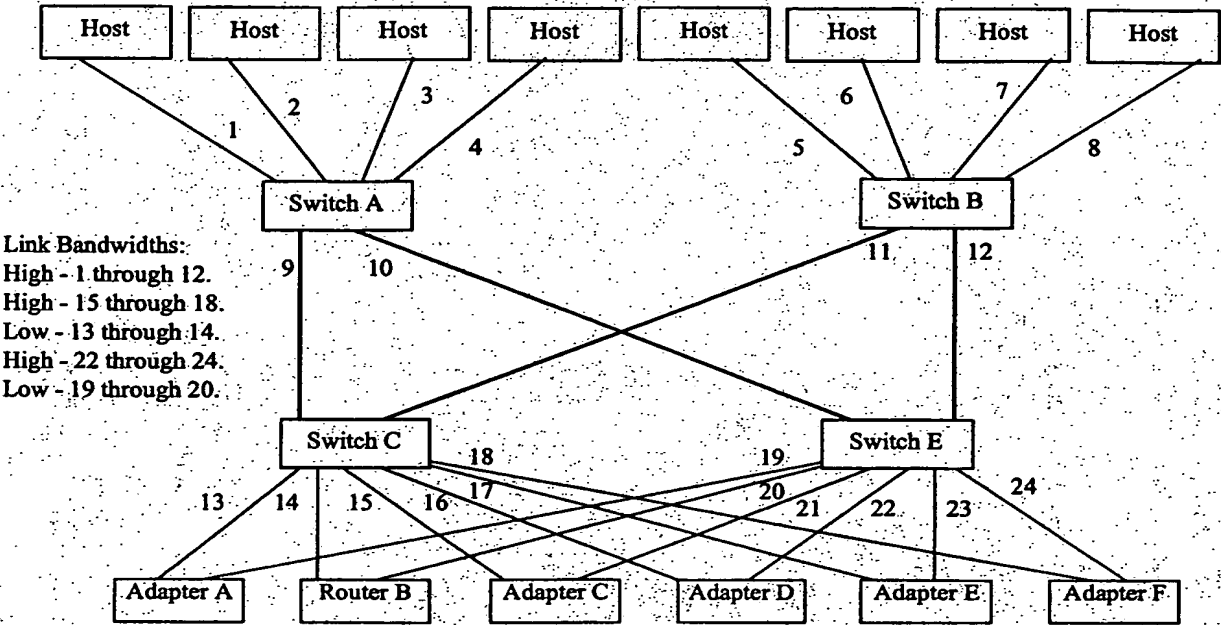 Host Host Host Host Host Host Host Host
1 2 3 4 5 6 7 8
Switch A Switch B
Link Bandwidths:
High - 1 through 12.
High - 15 through 18.
Low - 13 through 14.
High - 22 through 24.
Low - 19 through 20.
9 10 11 12
Switch C Switch E
13 14 15 16 17 18 19 20 21 22 23 24
Adapter A Router B Adapter C Adapter D Adapter E Adapter F